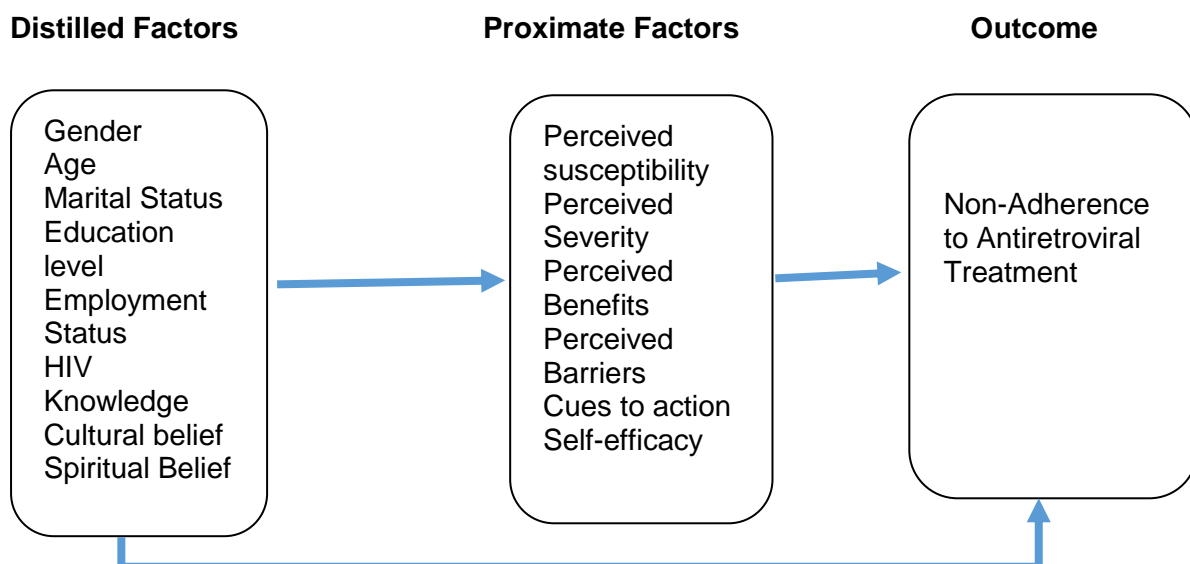 Distilled Factors
Proximate Factors
Outcome
Gender
Age
Marital Status
Education
level
Employment
Status
HIV
Knowledge
Cultural belief
Spiritual Belief
Perceived
susceptibility
Perceived
Severity
Perceived
Benefits
Perceived
Barriers
Cues to action
Self-efficacy
Non-Adherence
to Antiretroviral
Treatment